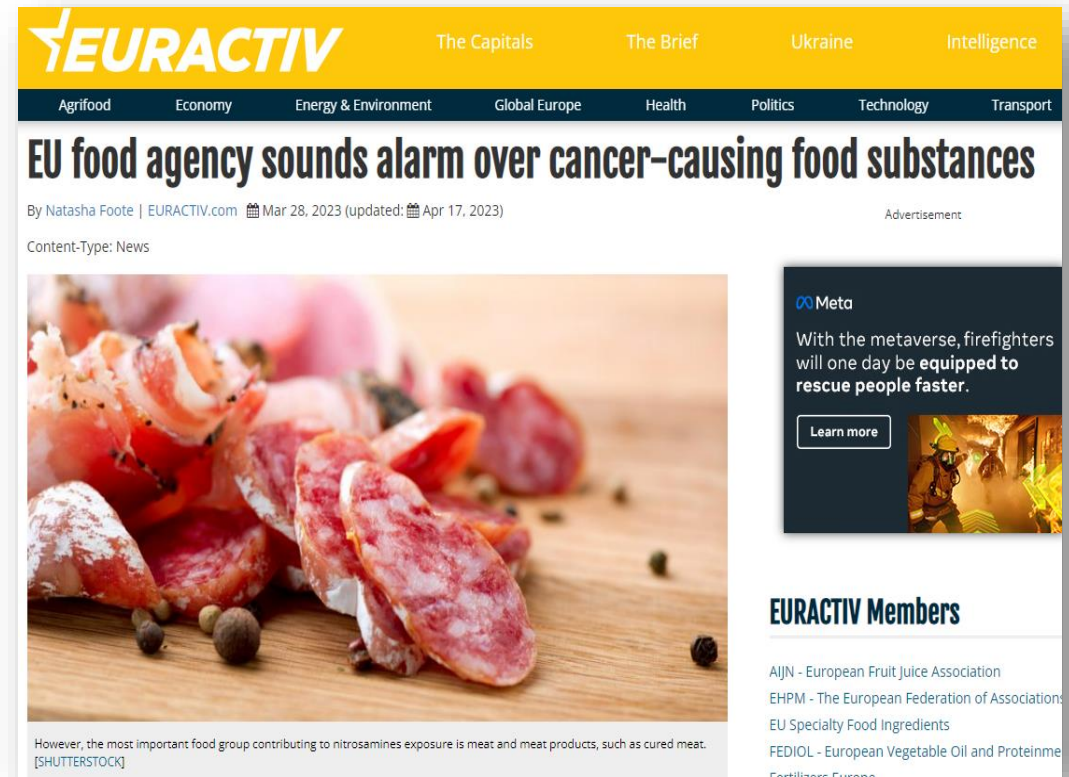 EURACTIV
The Capitals The Brief Ukraine Intelligence
Agrifood Economy Energy & Environment Global Europe Health Politics Technology Transport
EU food agency sounds alarm over cancer-causing food substances
By Natasha Foote | EURACTIV.com Mar 28, 2023 (updated: Apr 17, 2023)
Content-Type: News
However, the most important food group contributing to nitrosamines exposure is meat and meat products, such as cured meat.
[SHUTTERSTOCK]
Advertisement
Meta
With the metaverse, firefighters
will one day be equipped to
rescue people faster.
Learn more
EURACTIV Members
AIJN - European Fruit Juice Association
EHPM - The European Federation of Associations
EU Specialty Food Ingredients
FEDIOL - European Vegetable Oil and Proteinme
Fertilizers Europe